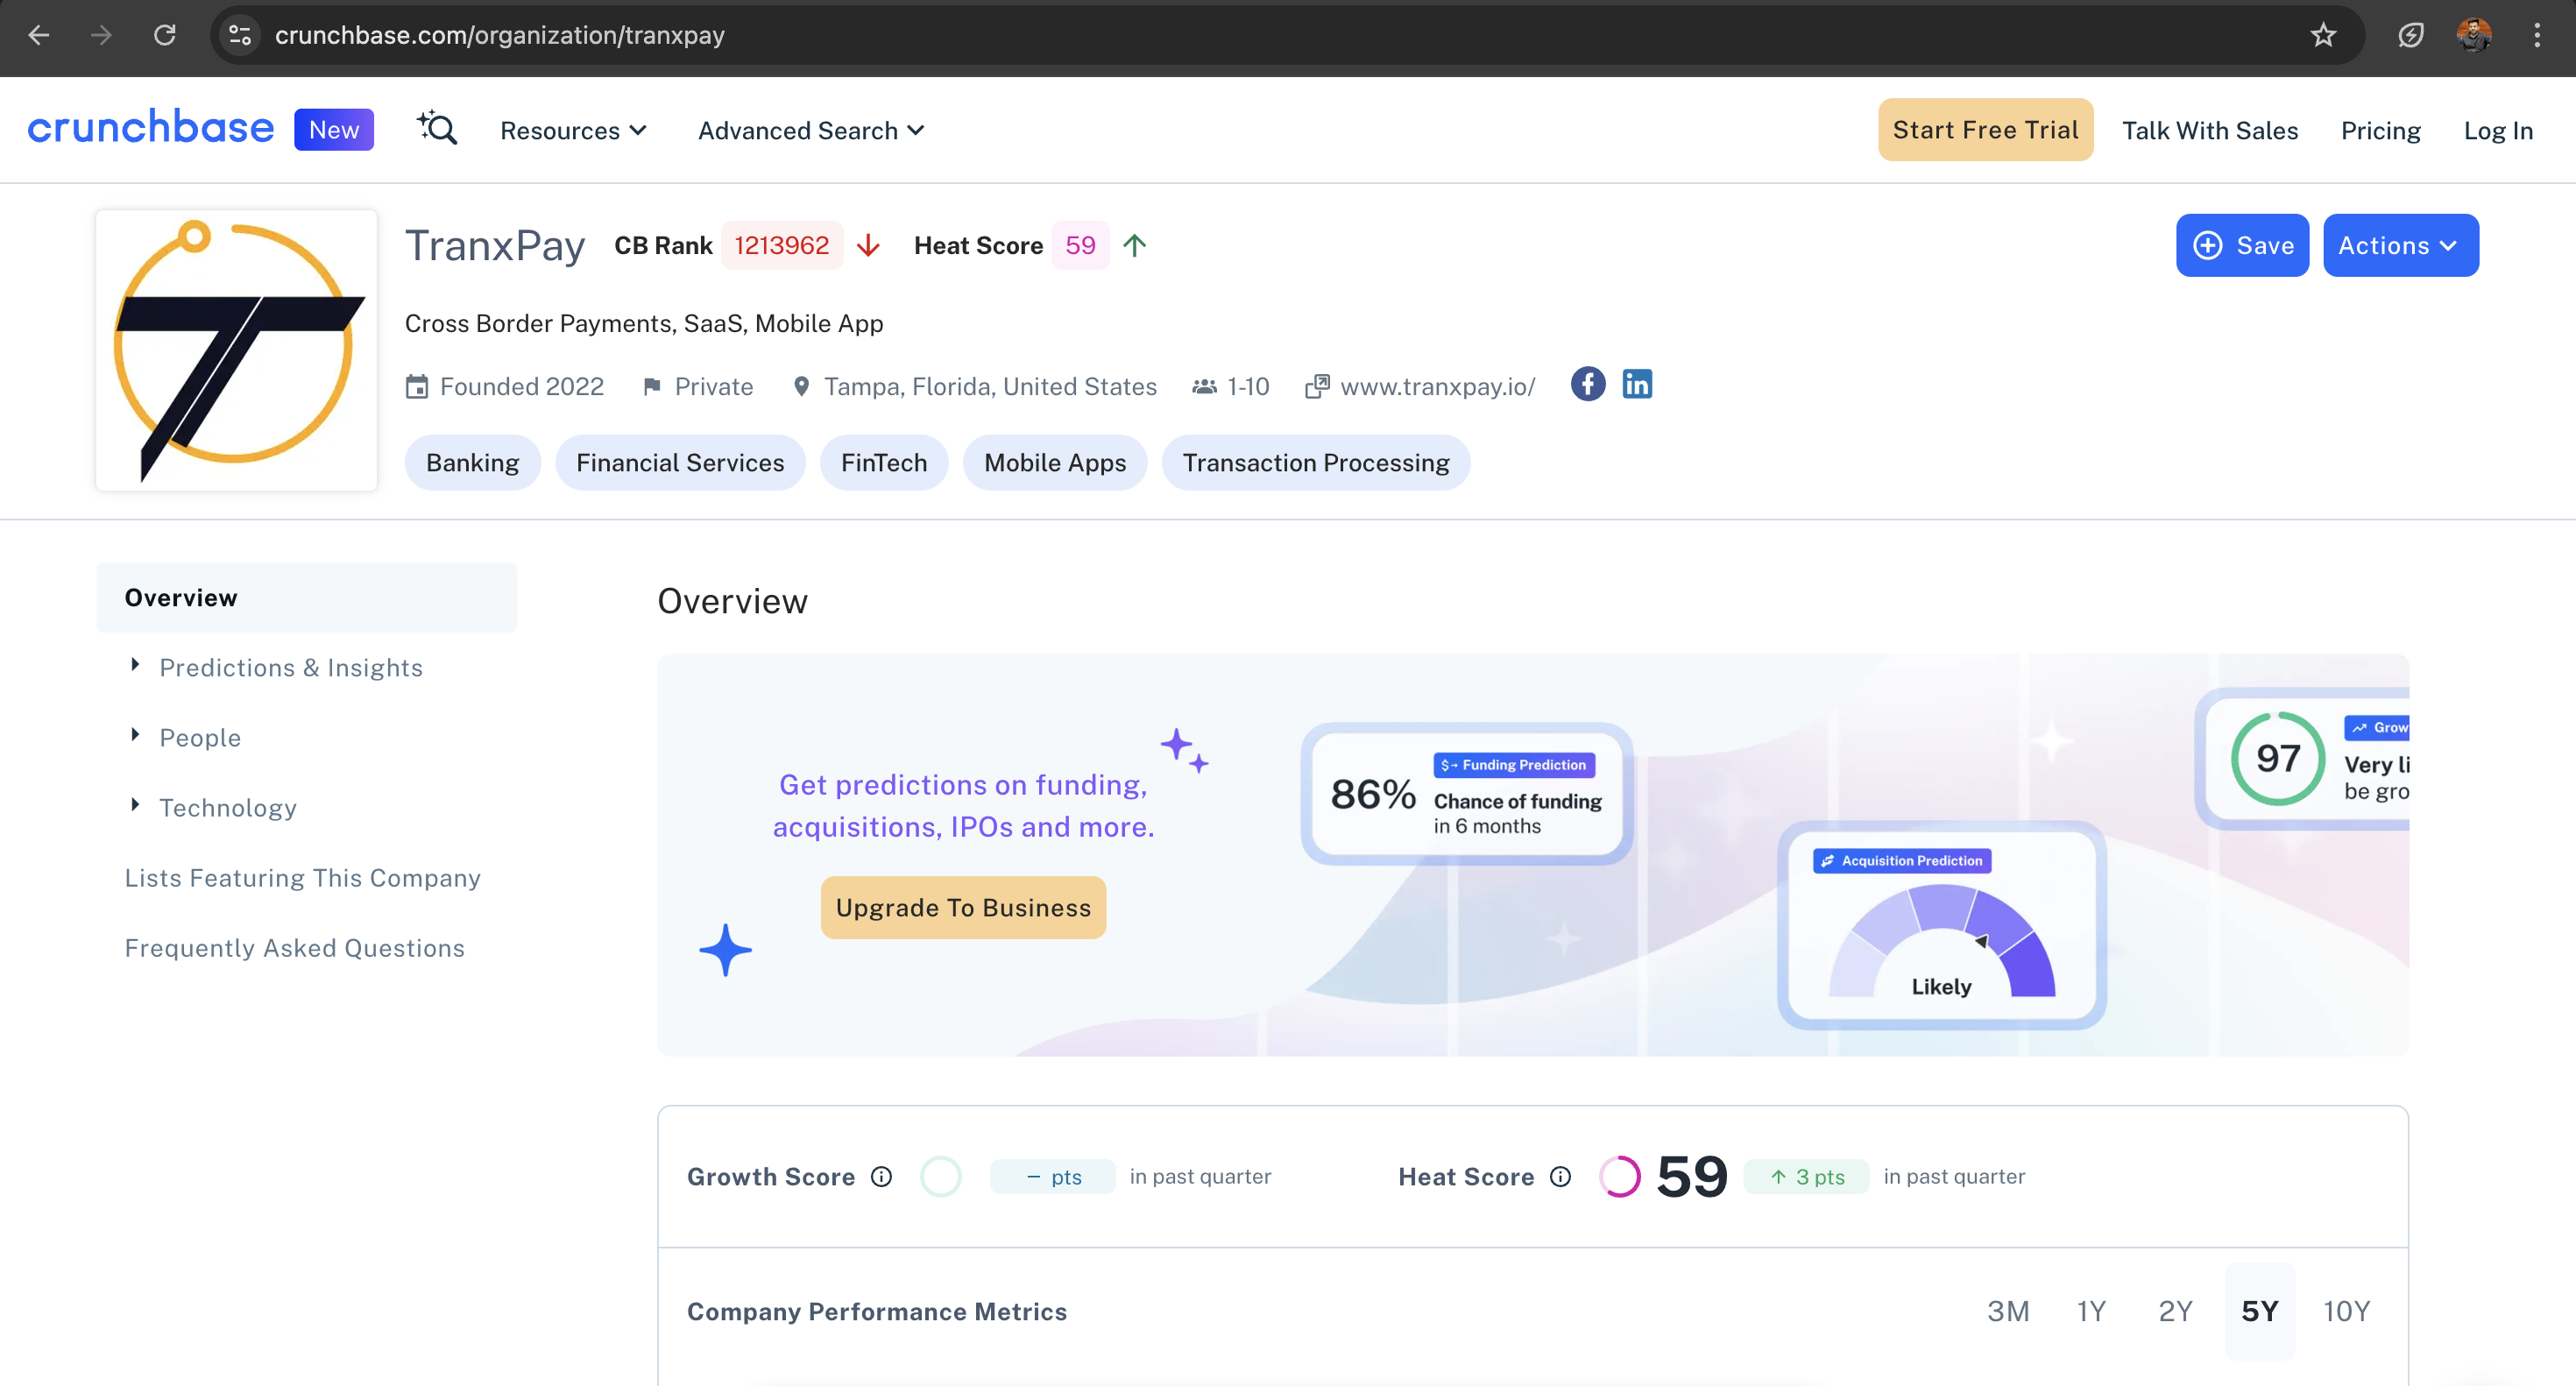 crunchbase.com/organization/tranxpay
crunchbase New Resources Advanced Search Start Free Trial Talk With Sales Pricing Log In
TranxPay CB Rank 1213962 Heat Score 59 Save Actions
Cross Border Payments, SaaS, Mobile App
Founded 2022 Private Tampa, Florida, United States 1-10 www.tranxpay.io/
Banking Financial Services FinTech Mobile Apps Transaction Processing
Overview
Predictions & Insights
People
Technology
Lists Featuring This Company
Frequently Asked Questions
Overview
Get predictions on funding,
acquisitions, IPOs and more.
Upgrade To Business
86%
$→ Funding Prediction
Chance of funding
in 6 months
Acquisition Prediction
Likely
97
Grow
Very li
be gro
Growth Score – pts in past quarter Heat Score 59 3 pts in past quarter
Company Performance Metrics 3M 1Y 2Y 5Y 10Y